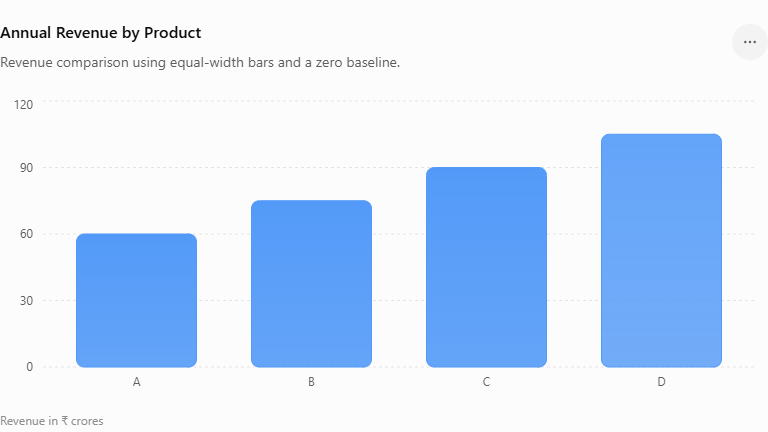 Annual Revenue by Product
Revenue comparison using equal-width bars and a zero baseline.
120
90
60
30
0
A B C D
Revenue in ₹ crores